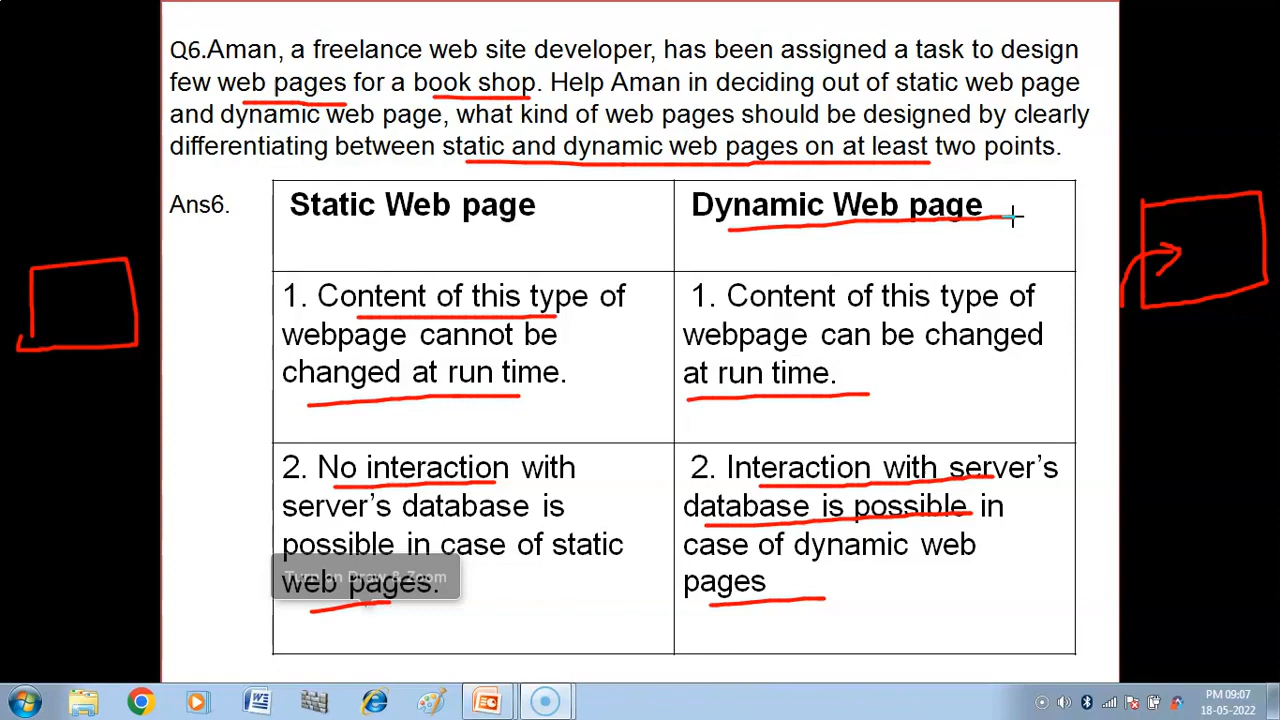 Q6.Aman, a freelance web site developer, has been assigned a task to design
few web pages for a book shop. Help Aman in deciding out of static web page
and dynamic web page, what kind of web pages should be designed by clearly
differentiating between static and dynamic web pages on at least two points.
Ans6.
Static Web page
Dynamic Web page
1. Content of this type of
webpage cannot be
changed at run time.
1. Content of this type of
webpage can be changed
at run time.
2. No interaction with
server’s database is
possible in case of static
web pages.
Turn on Draw & Zoom
2. Interaction with server’s
database is possible in
case of dynamic web
pages
PM 09:07
18-05-2022